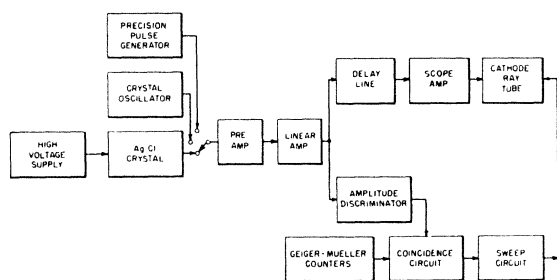 PRECISION
PULSE
GENERATOR
CRYSTAL
OSCILLATOR
HIGH
VOLTAGE
SUPPLY
Ag Cl
CRYSTAL
PRE
AMP
LINEAR
AMP
DELAY
LINE
SCOPE
AMP
CATHODE
RAY
TUBE
AMPLITUDE
DISCRIMINATOR
GEIGER-MUELLER
COUNTERS
COINCIDENCE
CIRCUIT
SWEEP
CIRCUIT